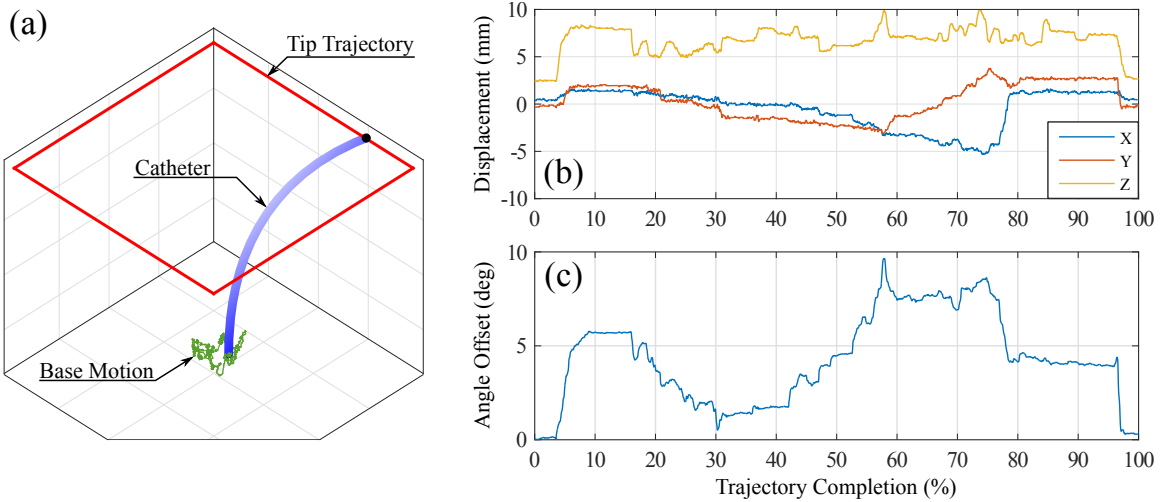 (a)
Tip Trajectory
Catheter
Base Motion
Displacement (mm)
10
5
0
-5
-10
(b)
X
Y
Z
0 10 20 30 40 50 60 70 80 90 100
Angle Offset (deg)
10
5
0
(c)
0 10 20 30 40 50 60 70 80 90 100
Trajectory Completion (%)